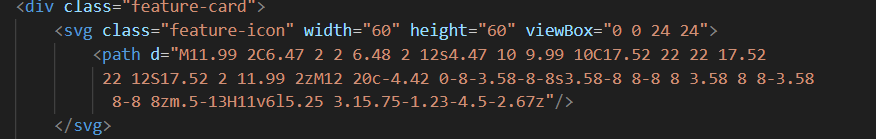 <div class="feature-card">
<svg class="feature-icon" width="60" height="60" viewBox="0 0 24 24">
<path d="M11.99 2C6.47 2 2 6.48 2 12s4.47 10 9.99 10C17.52 22 22 17.52
22 12S17.52 2 11.99 2zM12 20c-4.42 0-8-3.58-8-8s3.58-8 8-8 8 3.58 8 8-3.58
8-8 8zm.5-13H11v6l5.25 3.15.75-1.23-4.5-2.67z"/>
</svg>